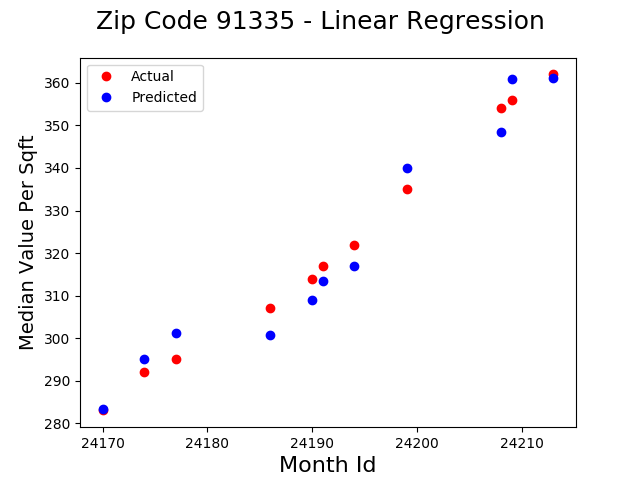 Zip Code 91335 - Linear Regression
Actual
Predicted
Median Value Per Sqft
360
350
340
330
320
310
300
290
280
24170 24180 24190 24200 24210
Month Id